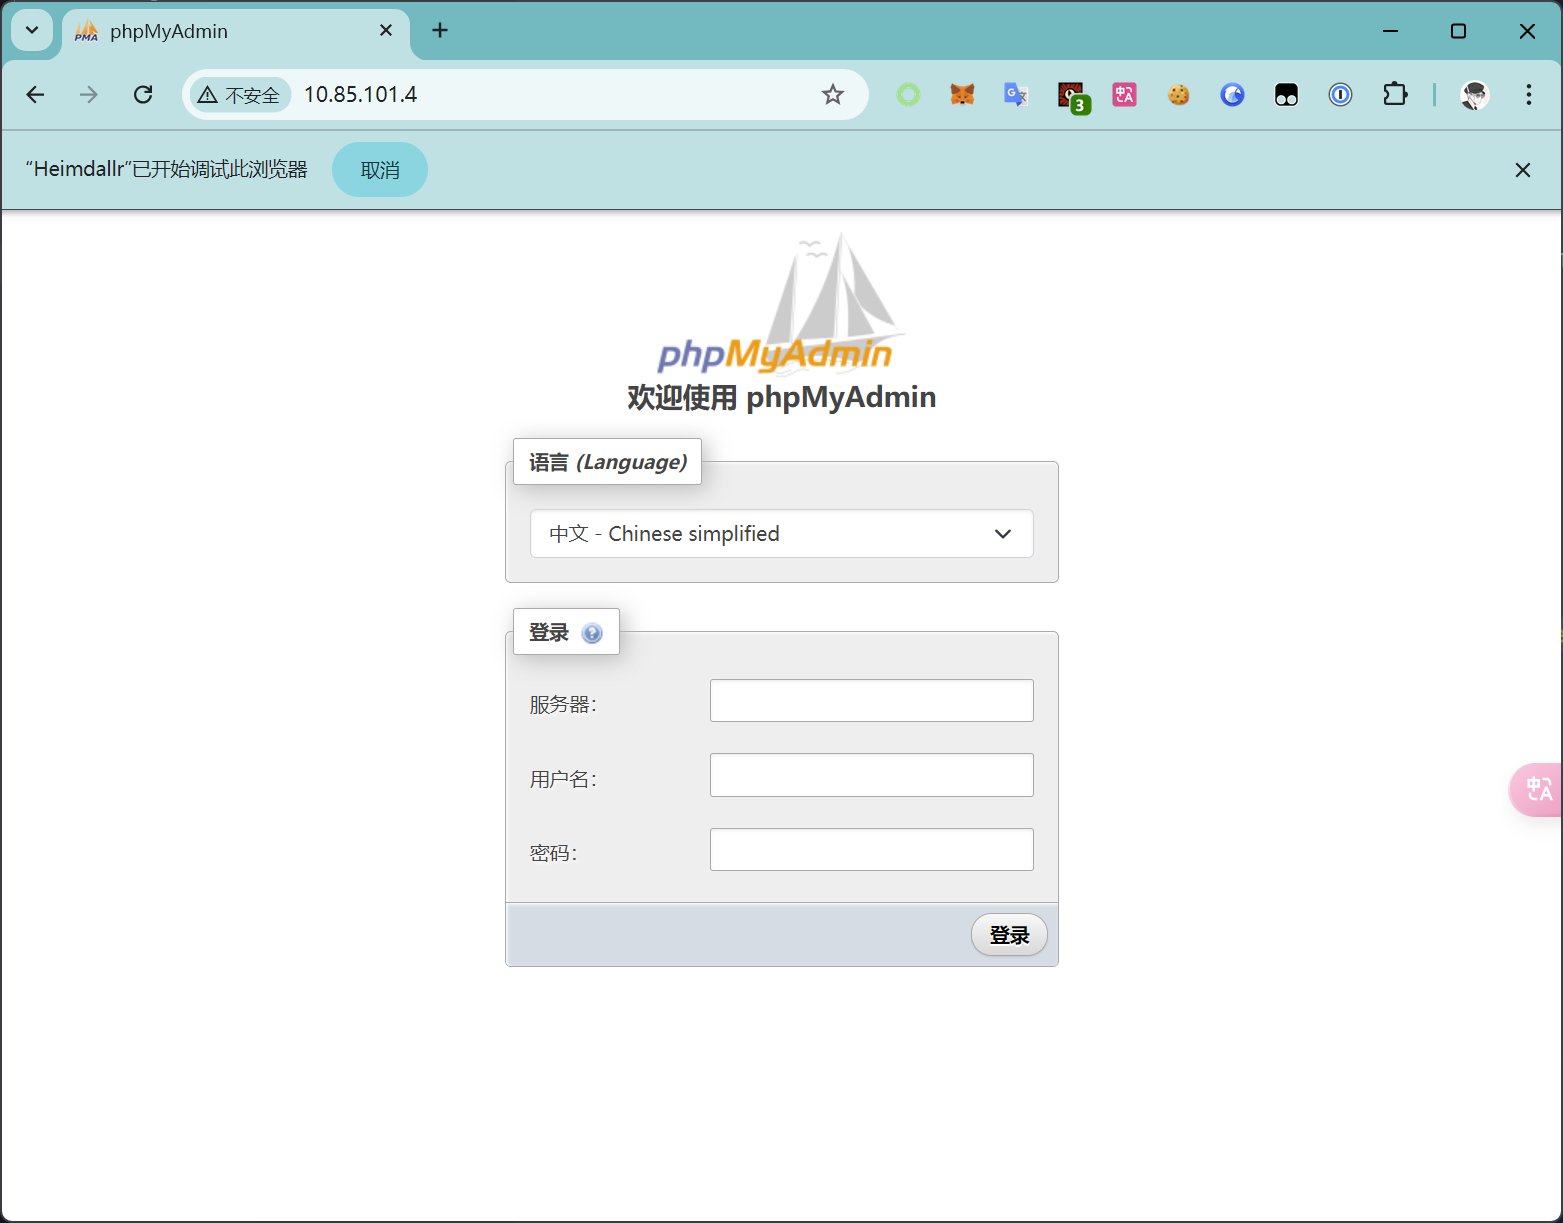 phpMyAdmin
不安全
10.85.101.4
3
“Heimdallr”已开始调试此浏览器
取消
phpMyAdmin
欢迎使用 phpMyAdmin
语言 (Language)
中文 - Chinese simplified
登录
服务器：
用户名：
密码：
登录